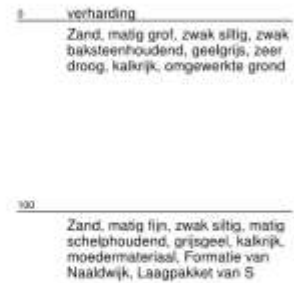 0 verharding
Zand, matig grof, zwak siltig, zwak
baksteenhoudend, geelgrijs, zeer
droog, kalkrijk, omgewerkte grond
100
Zand, matig fijn, zwak siltig, matig
schelphoudend, grijsgeel, kalkrijk,
moedermateriaal, Formatie van
Naaldwijk, Laagpakket van S